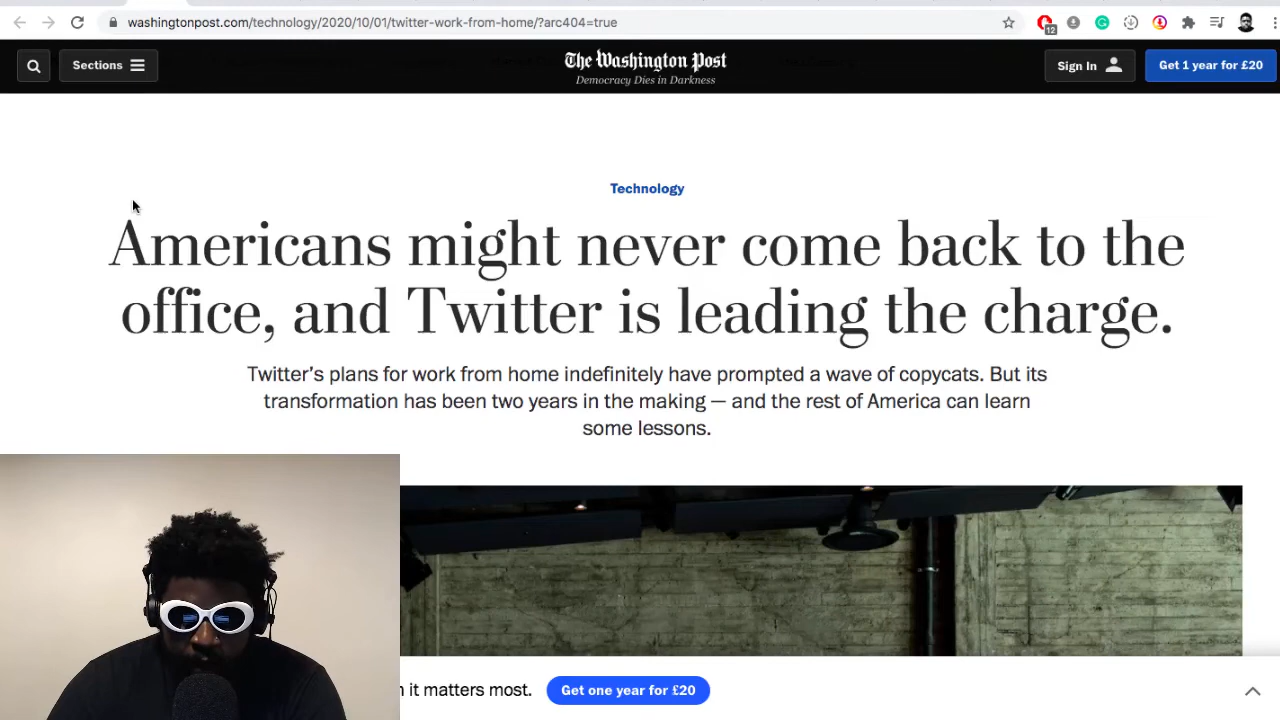 washingtonpost.com/technology/2020/10/01/twitter-work-from-home/?arc404=true
12
Sections
The Washington Post
Democracy Dies in Darkness
Sign In
Get 1 year for £20
Technology
Americans might never come back to the
office, and Twitter is leading the charge.
Twitter’s plans for work from home indefinitely have prompted a wave of copycats. But its
transformation has been two years in the making — and the rest of America can learn
some lessons.
it matters most.
Get one year for £20